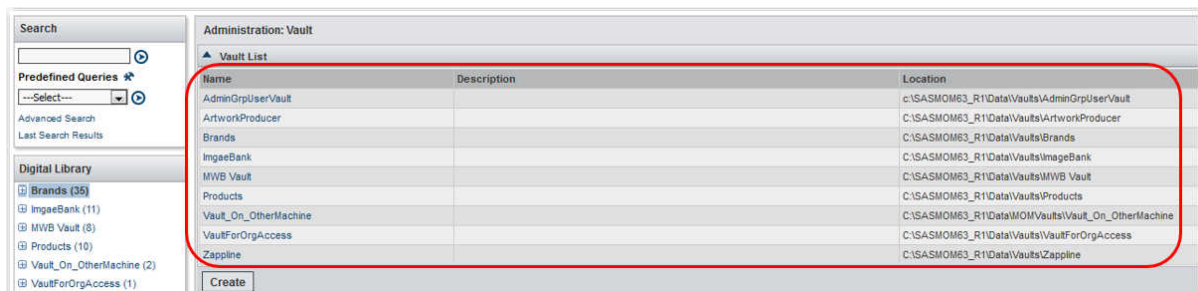 Search
Predefined Queries
---Select---
Advanced Search
Last Search Results
Digital Library
Brands (35)
ImgaeBank (11)
MWB Vault (8)
Products (10)
Vault_On_OtherMachine (2)
VaultForOrgAccess (1)
Administration: Vault
Vault List
Name Description Location
AdminGrpUserVault c:\SASMOM63_R1\Data\Vaults\AdminGrpUserVault
ArtworkProducer C:\SASMOM63_R1\Data\Vaults\ArtworkProducer
Brands C:\SASMOM63_R1\Data\Vaults\Brands
ImgaeBank C:\SASMOM63_R1\Data\Vaults\ImageBank
MWB Vault C:\SASMOM63_R1\Data\Vaults\MWB Vault
Products C:\SASMOM63_R1\Data\Vaults\Products
Vault_On_OtherMachine C:\SASMOM63_R1\Data\MOMVaults\Vault_On_OtherMachine
VaultForOrgAccess C:\SASMOM63_R1\Data\Vaults\VaultForOrgAccess
Zappline C:\SASMOM63_R1\Data\Vaults\Zappline
Create